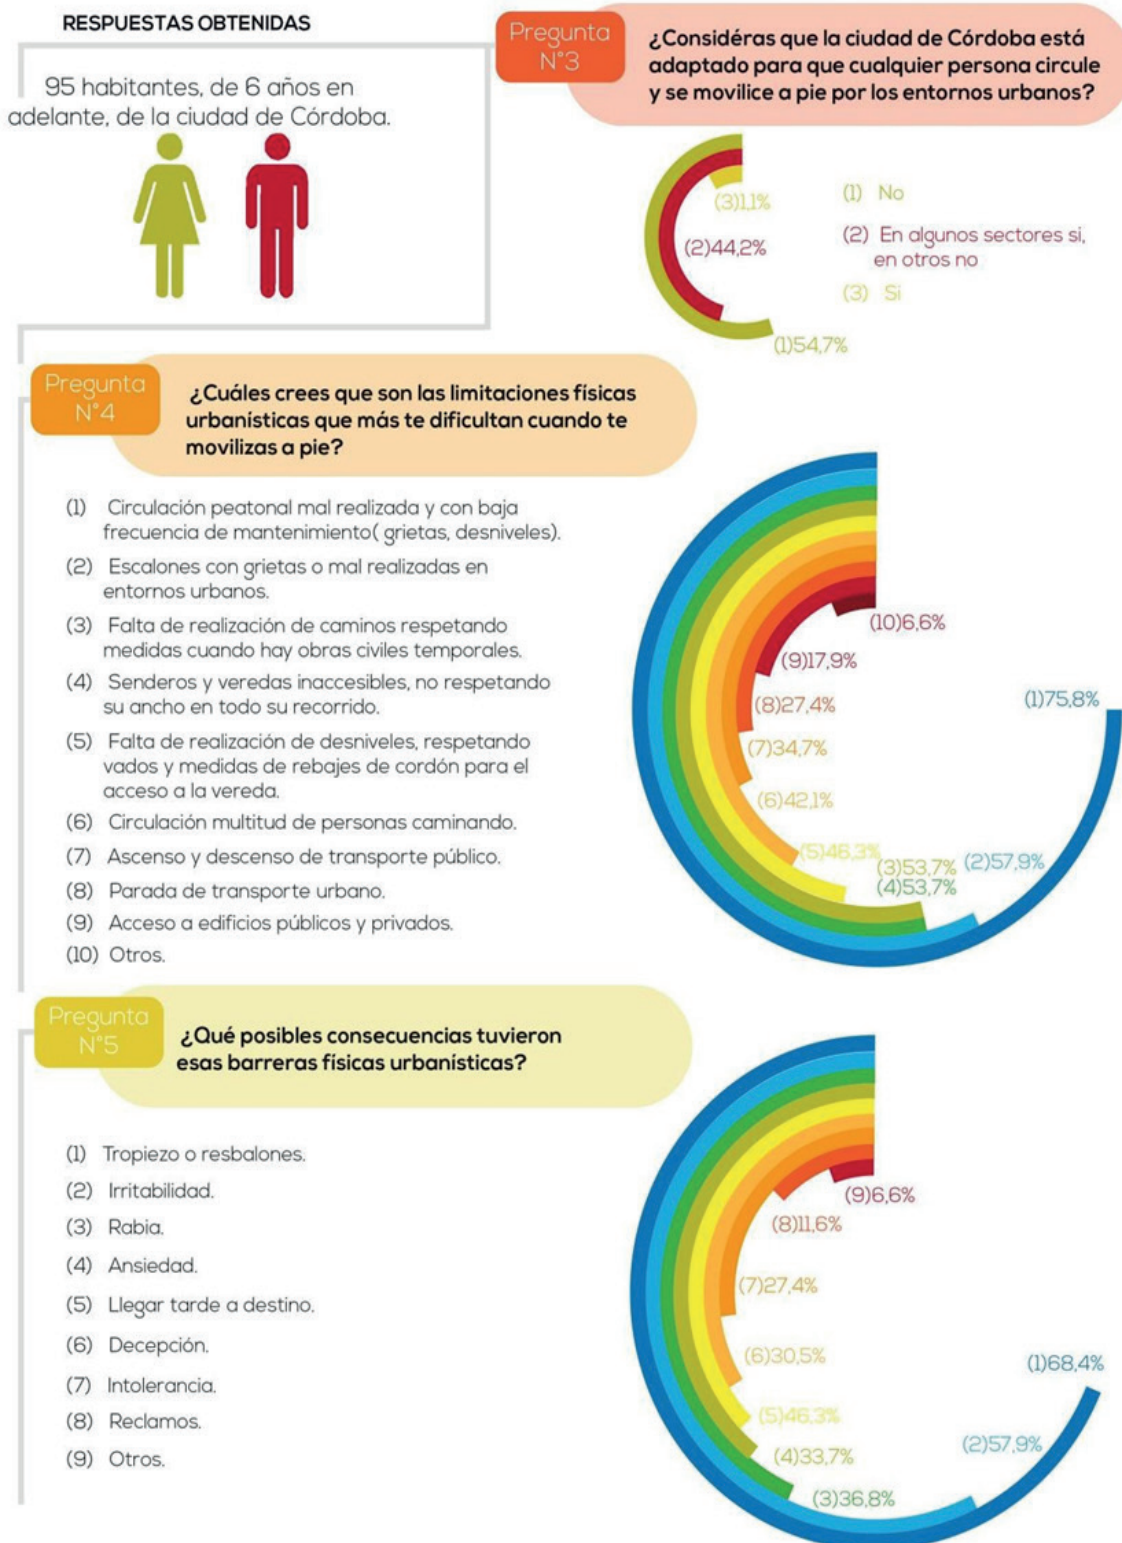 RESPUESTAS OBTENIDAS
95 habitantes, de 6 años en
adelante, de la ciudad de Córdoba.
Pregunta
N°3
¿Considéras que la ciudad de Córdoba está
adaptado para que cualquier persona circule
y se movilice a pie por los entornos urbanos?
(3)1,1%
(2)44,2%
(1)54,7%
(1) No
(2) En algunos sectores si,
en otros no
(3) Si
Pregunta
N°4
¿Cuáles crees que son las limitaciones físicas
urbanísticas que más te dificultan cuando te
movilizas a pie?
(1) Circulación peatonal mal realizada y con baja
frecuencia de mantenimiento( grietas, desniveles).
(2) Escalones con grietas o mal realizadas en
entornos urbanos.
(3) Falta de realización de caminos respetando
medidas cuando hay obras civiles temporales.
(4) Senderos y veredas inaccesibles, no respetando
su ancho en todo su recorrido.
(5) Falta de realización de desniveles, respetando
vados y medidas de rebajes de cordón para el
acceso a la vereda.
(6) Circulación multitud de personas caminando.
(7) Ascenso y descenso de transporte público.
(8) Parada de transporte urbano.
(9) Acceso a edificios públicos y privados.
(10) Otros.
(10)6,6%
(9)17,9%
(8)27,4%
(1)75,8%
(7)34,7%
(6)42,1%
(5)46,3%
(3)53,7%
(2)57,9%
(4)53,7%
Pregunta
N°5
¿Qué posibles consecuencias tuvieron
esas barreras físicas urbanísticas?
(1) Tropiezo o resbalones.
(2) Irritabilidad.
(3) Rabia.
(4) Ansiedad.
(5) Llegar tarde a destino.
(6) Decepción.
(7) Intolerancia.
(8) Reclamos.
(9) Otros.
(9)6,6%
(8)11,6%
(7)27,4%
(6)30,5%
(1)68,4%
(5)46,3%
(2)57,9%
(4)33,7%
(3)36,8%